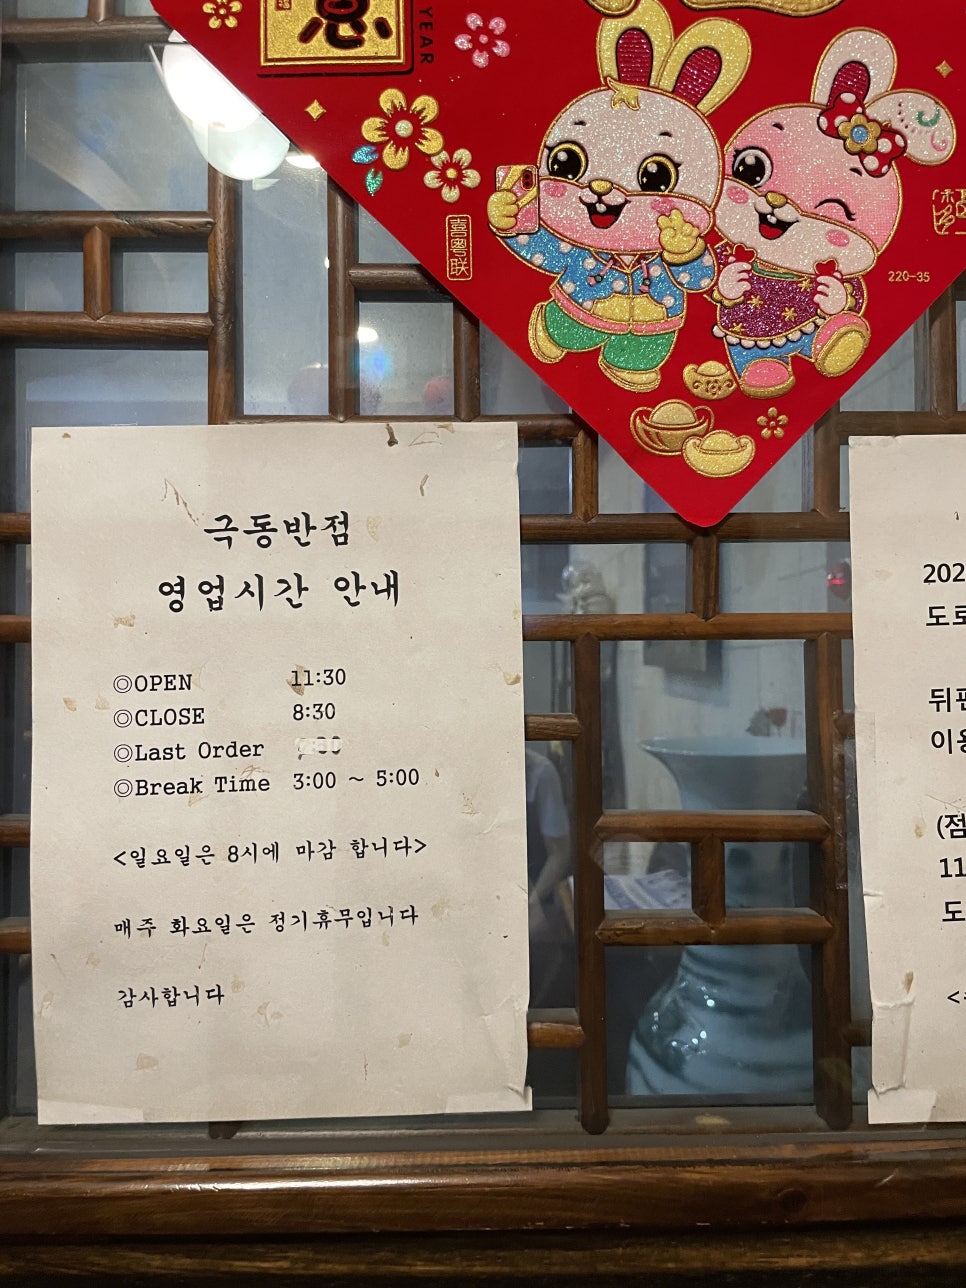 YEAR
喜粤联
220-35
극동반점
영업시간 안내
◎OPEN 11:30
◎CLOSE 8:30
◎Last Order
◎Break Time 3:00 ~ 5:00
<일요일은 8시에 마감 합니다>
매주 화요일은 정기휴무입니다
감사합니다
202
도로
뒤편
이용
(점
11
도
<